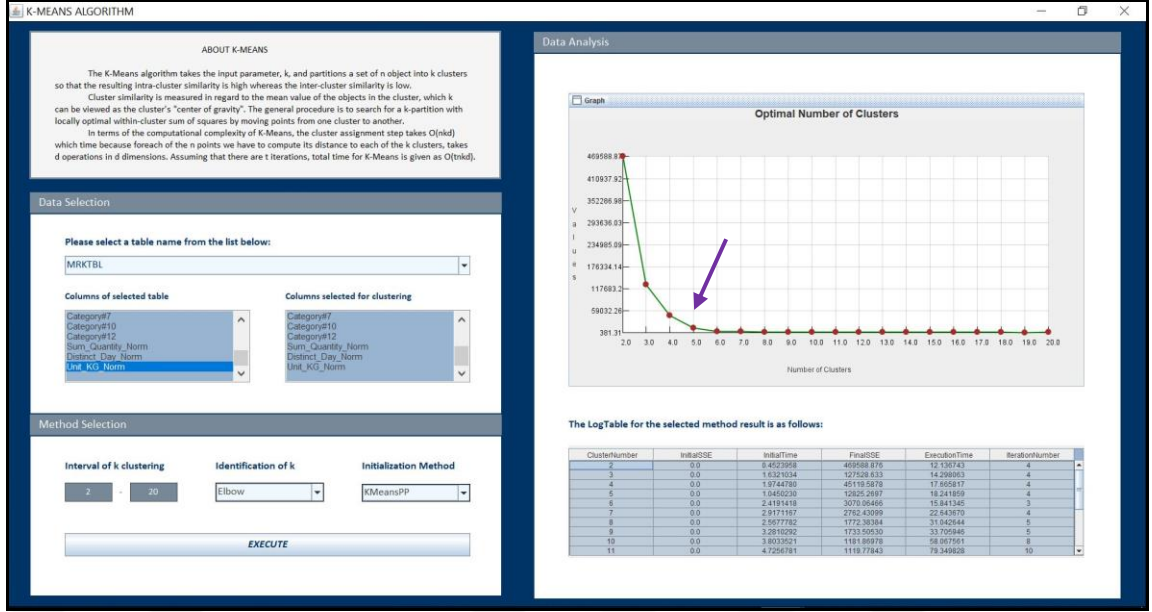 K-MEANS ALGORITHM
ABOUT K-MEANS
The K-Means algorithm takes the input parameter, k, and partitions a set of n object into k clusters
so that the resulting intra-cluster similarity is high whereas the inter-cluster similarity is low.
Cluster similarity is measured in regard to the mean value of the objects in the cluster, which k
can be viewed as the cluster's "center of gravity". The general procedure is to search for a k-partition with
locally optimal within-cluster sum of squares by moving points from one cluster to another.
In terms of the computational complexity of K-Means, the cluster assignment step takes O(nkd)
which time because foreach of the n points we have to compute its distance to each of the k clusters, takes
d operations in d dimensions. Assuming that there are t iterations, total time for K-Means is given as O(tnkd).
Data Selection
Please select a table name from the list below:
MRKTBL
Columns of selected table
Category#7
Category#10
Category#12
Sum_Quantity_Norm
Distinct_Day_Norm
Unit_KG_Norm
Columns selected for clustering
Category#7
Category#10
Category#12
Sum_Quantity_Norm
Distinct_Day_Norm
Unit_KG_Norm
Method Selection
Interval of k clustering
2 - 20
Identification of k
Elbow
Initialization Method
KMeansPP
EXECUTE
Data Analysis
Graph
Optimal Number of Clusters
Values
469588.87
410937.92
352286.98
293636.03
234985.09
176334.14
117683.2
59032.26
381.31
2.0 3.0 4.0 5.0 6.0 7.0 8.0 9.0 10.0 11.0 12.0 13.0 14.0 15.0 16.0 17.0 18.0 19.0 20.0
Number of Clusters
The LogTable for the selected method result is as follows:
ClusterNumber InitialSSE InitialTime FinalSSE ExecutionTime IterationNumber
2 0.0 8.4523958 469588.876 12.136743 4
3 0.0 1.6321034 127528.633 14.298063 4
4 0.0 1.9744780 45119.5878 17.665817 4
5 0.0 1.0450230 12825.2697 18.241859 4
6 0.0 2.4191418 3070.06466 15.841345 3
7 0.0 2.9171167 2762.43099 22.643670 4
8 0.0 2.5677782 1772.38384 31.042644 5
9 0.0 3.2810292 1733.50530 33.705945 5
10 0.0 3.8033521 1181.86978 58.067561 8
11 0.0 4.7256781 1119.77843 79.349828 10